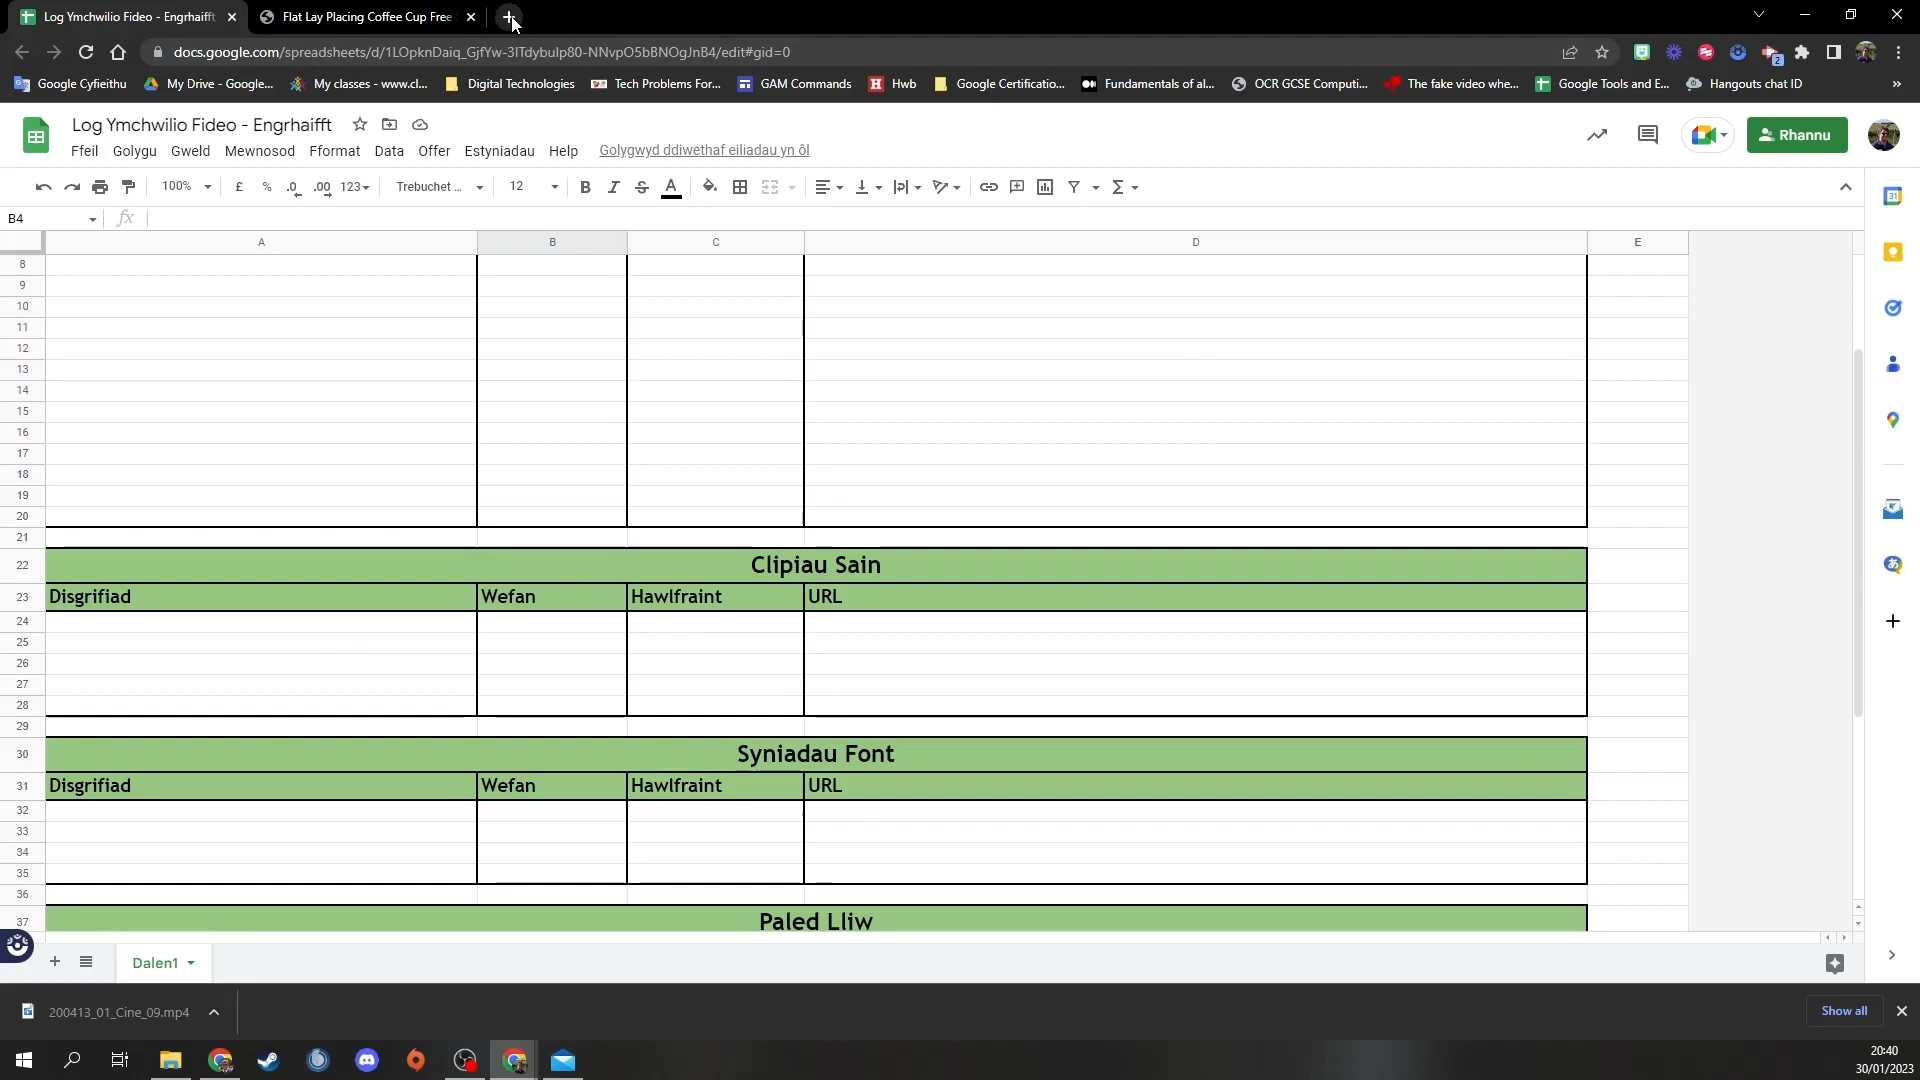 Log Ymchwilio Fideo - Engrhaifft
Flat Lay Placing Coffee Cup Free
docs.google.com/spreadsheets/d/1LOpknDaiq_GjfYw-3lTdybulp80-NNvpO5bBNOgJnB4/edit#gid=0
2
Google Cyfieithu
My Drive - Google...
My classes - www.cl...
Digital Technologies
Tech Problems For...
GAM Commands
Hwb
Google Certificatio...
Fundamentals of al...
OCR GCSE Computi...
The fake video whe...
Google Tools and E...
Hangouts chat ID
»
Log Ymchwilio Fideo - Engrhaifft
Ffeil Golygu Gweld Mewnosod Fformat Data Offer Estyniadau Help Golygwyd ddiwethaf eiliadau yn ôl
Rhannu
100% £ % .0 .00 123 Trebuchet ... 12 B I S A Σ
31
B4 fx
A B C D E
8
9
10
11
12
13
14
15
16
17
18
19
20
21
22 Clipiau Sain
23 Disgrifiad Wefan Hawlfraint URL
24
25
26
27
28
29
30 Syniadau Font
31 Disgrifiad Wefan Hawlfraint URL
32
33
34
35
36
37 Paled Lliw
Dalen1
200413_01_Cine_09.mp4
Show all
20:40
30/01/2023